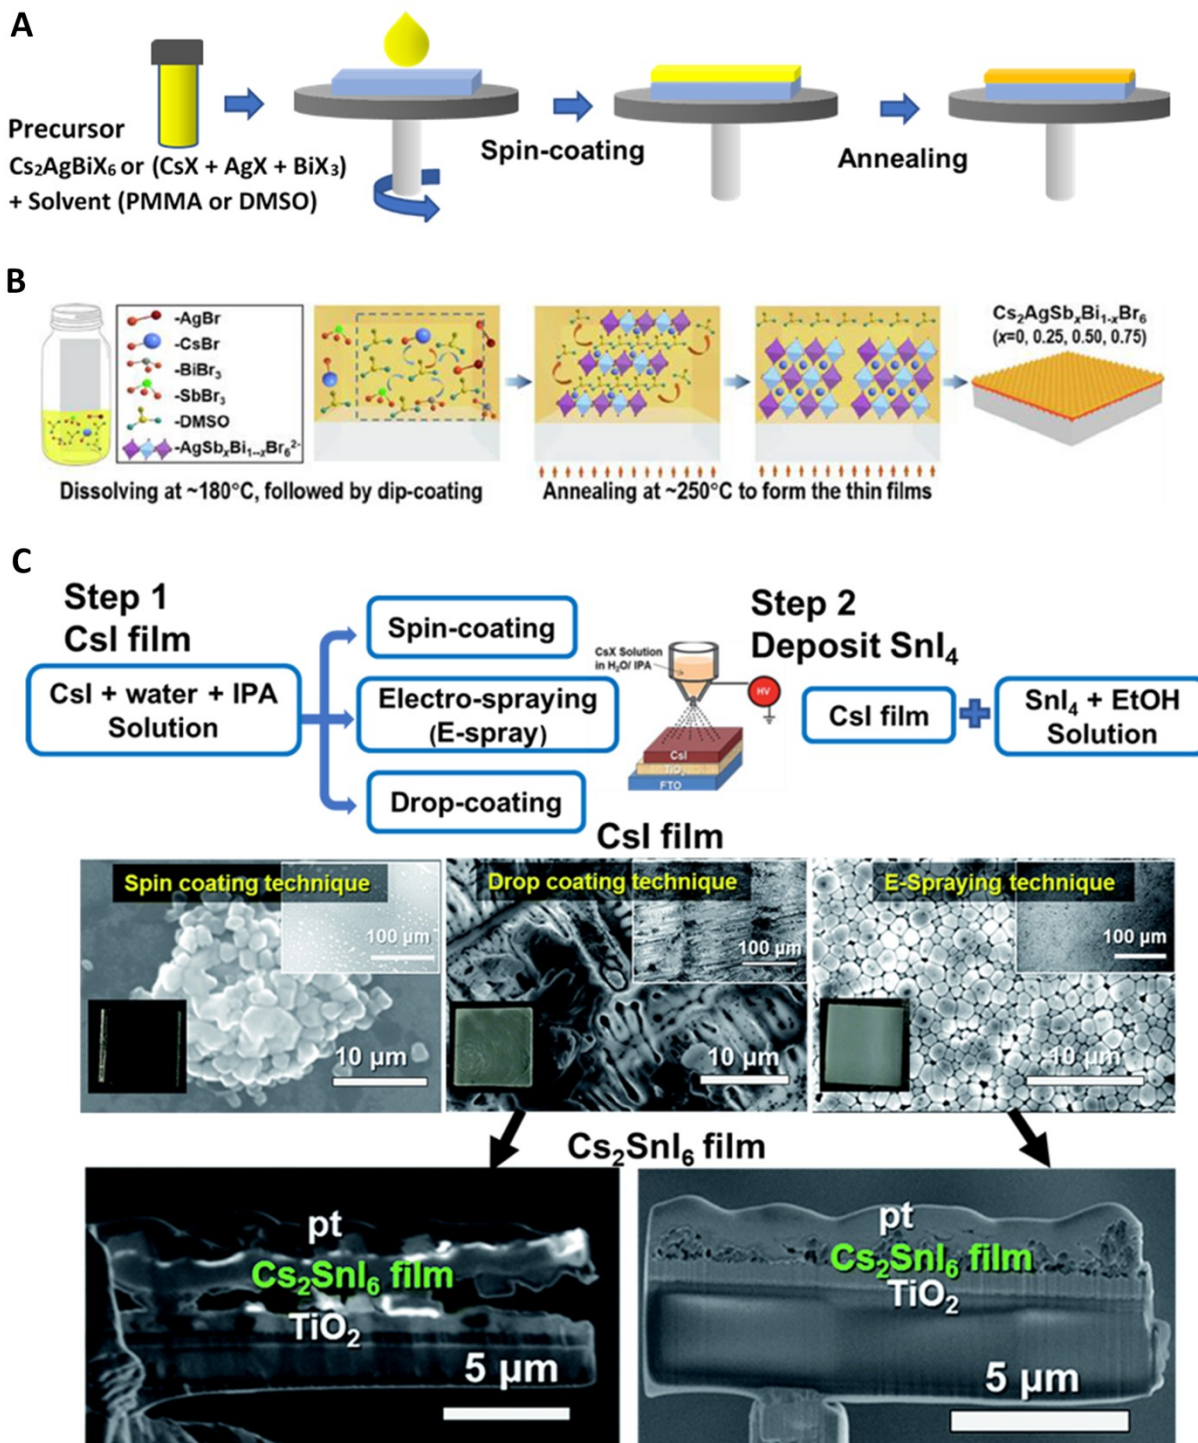 A
Precursor
Cs₂AgBiX₆ or (CsX + AgX + BiX₃)
+ Solvent (PMMA or DMSO)
Spin-coating
Annealing
B
-AgBr
-CsBr
-BiBr₃
-SbBr₃
-DMSO
-AgSbₓBi₁₋₋ₓBr₆²⁻
Cs₂AgSbₓBi₁₋ₓBr₆
(x=0, 0.25, 0.50, 0.75)
Dissolving at ~180°C, followed by dip-coating
Annealing at ~250°C to form the thin films
C
Step 1
CsI film
CsI + water + IPA
Solution
Spin-coating
Electro-spraying
(E-spray)
Drop-coating
CsX Solution
in H₂O/ IPA
HV
CsI
TiO₂
FTO
Step 2
Deposit SnI₄
CsI film
SnI₄ + EtOH
Solution
CsI film
Spin coating technique
100 µm
10 µm
Drop coating technique
100 µm
10 µm
E-Spraying technique
100 µm
10 µm
Cs₂SnI₆ film
pt
Cs₂SnI₆ film
TiO₂
5 µm
pt
Cs₂SnI₆ film
TiO₂
5 µm